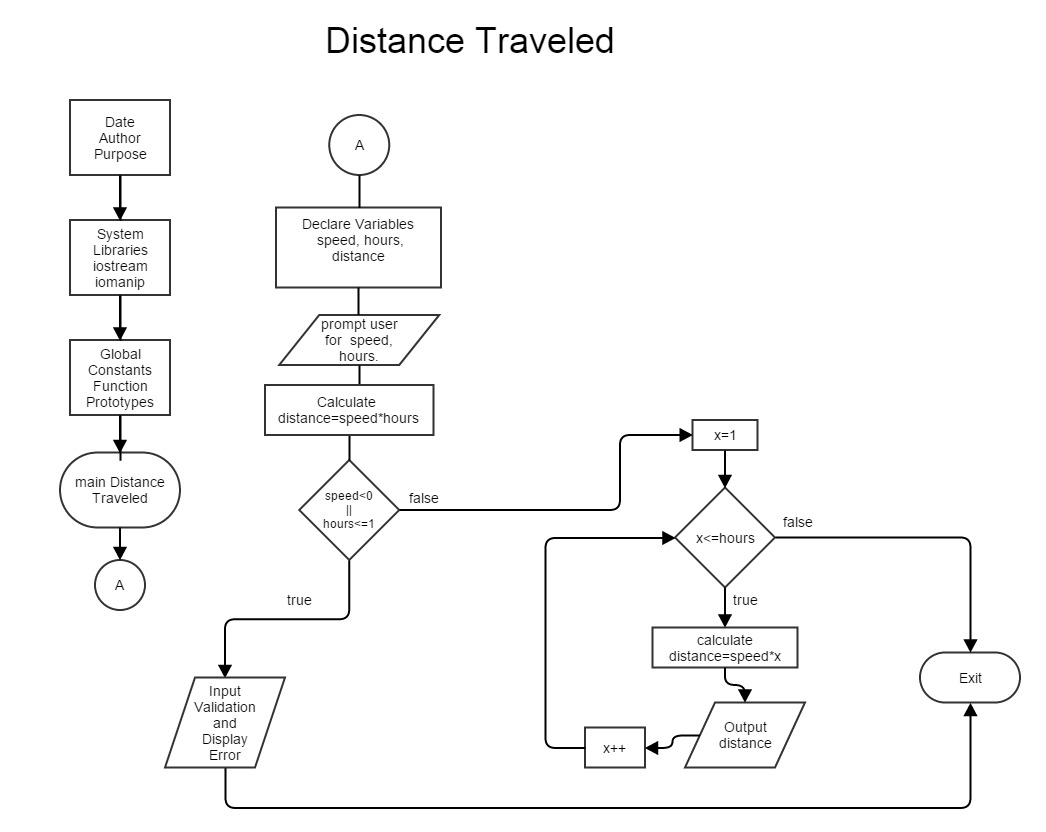 Distance Traveled
Date
Author
Purpose
System
Libraries
iostream
iomanip
Global
Constants
Function
Prototypes
main Distance
Traveled
A
A
Declare Variables
speed, hours,
distance
prompt user
for speed,
hours.
Calculate
distance=speed*hours
speed<0
||
hours<=1
false
true
Input
Validation
and
Display
Error
x=1
x<=hours
false
true
calculate
distance=speed*x
Output
distance
x++
Exit